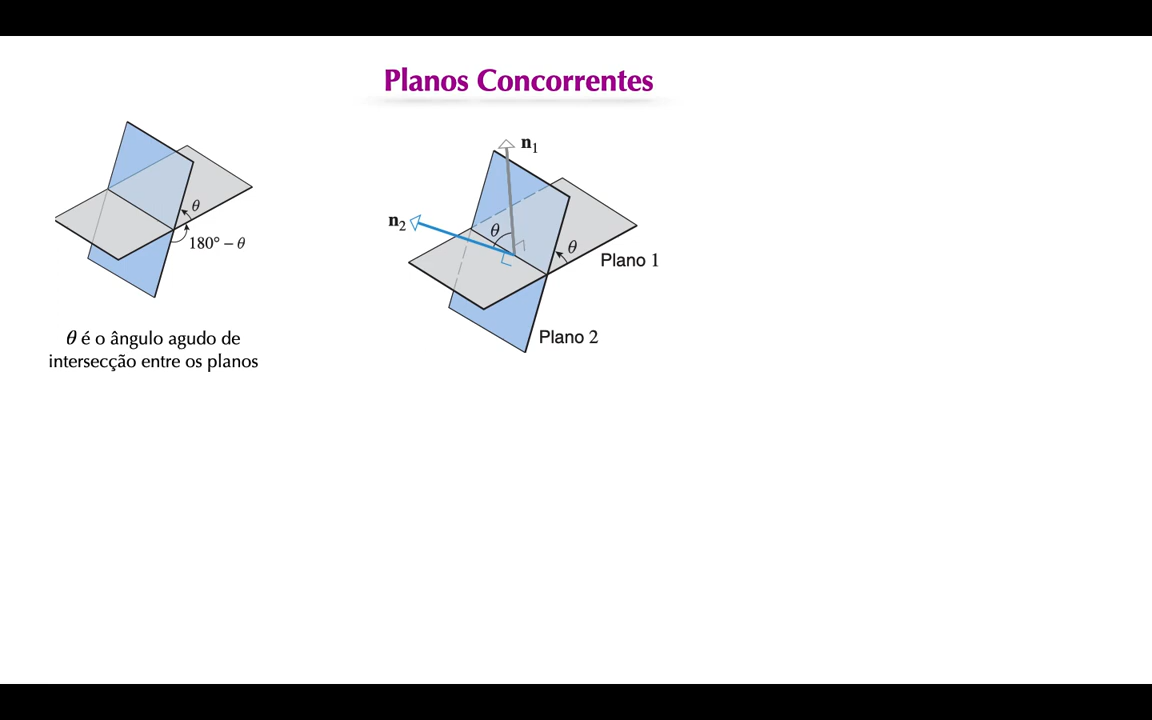 Planos Concorrentes
θ
180° – θ
θ é o ângulo agudo de
intersecção entre os planos
n₁
n₂
θ
θ
Plano 1
Plano 2